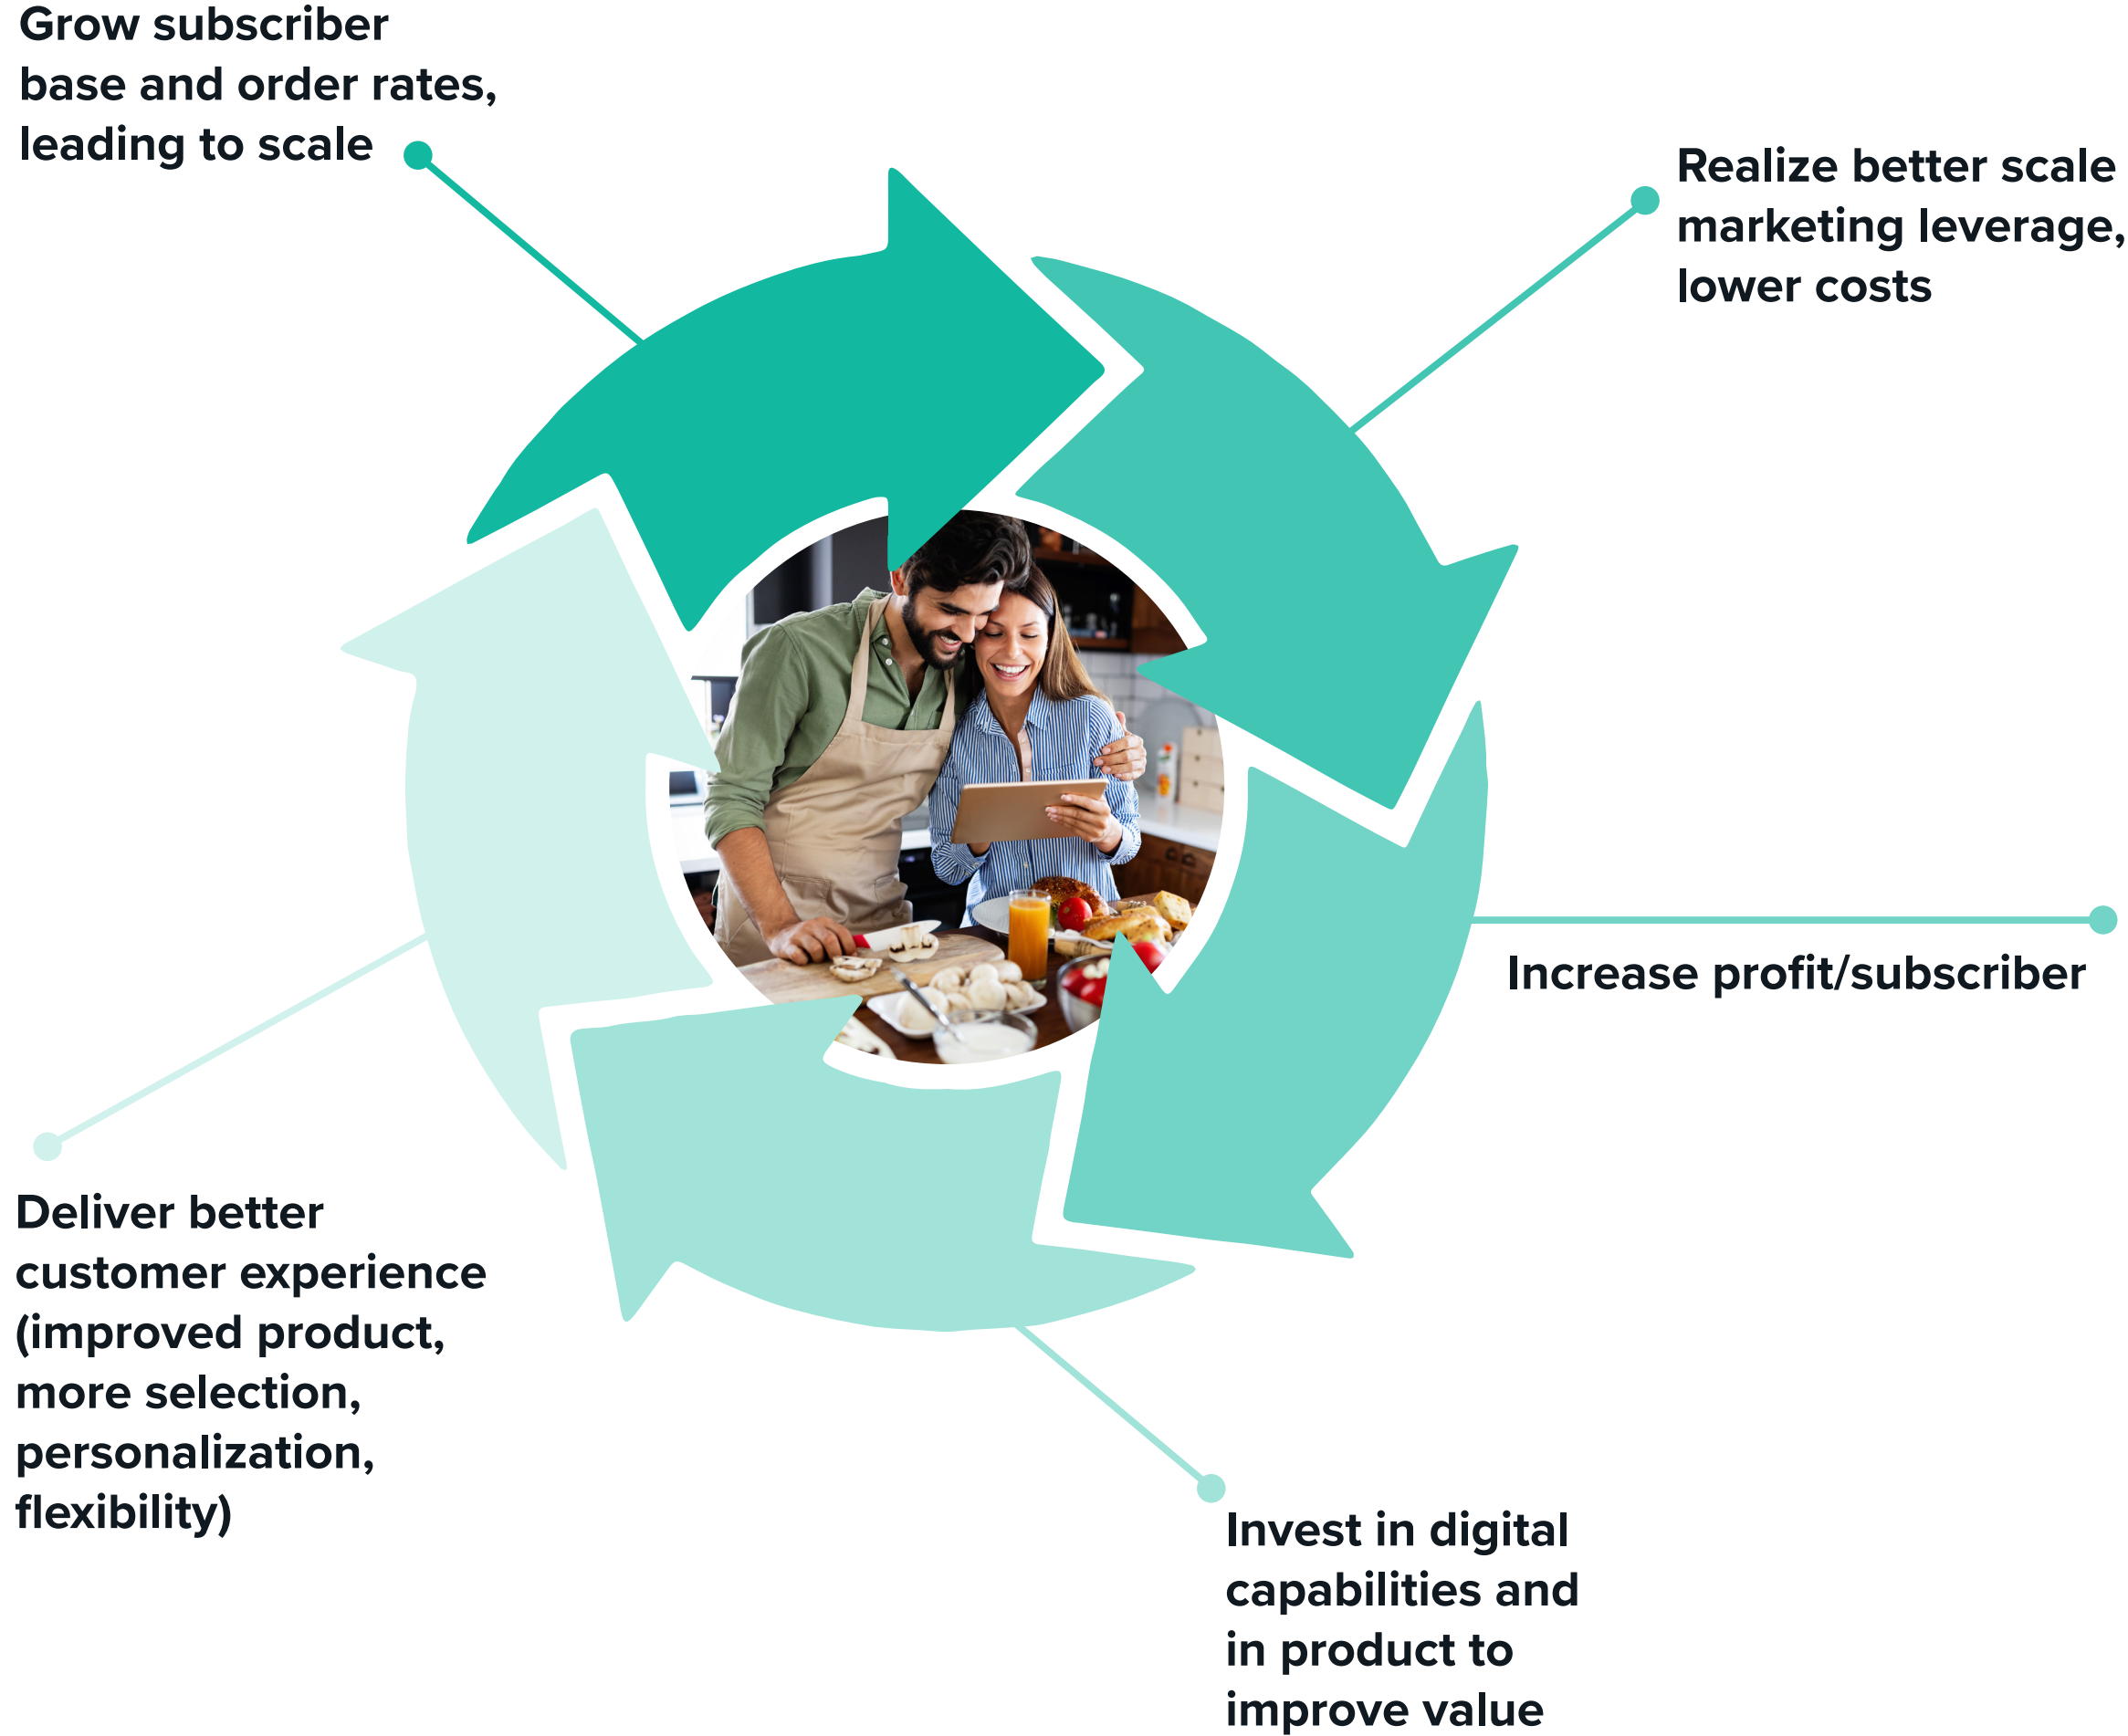 Grow subscriber
base and order rates,
leading to scale
Realize better scale
marketing leverage,
lower costs
Increase profit/subscriber
Invest in digital
capabilities and
in product to
improve value
Deliver better
customer experience
(improved product,
more selection,
personalization,
flexibility)